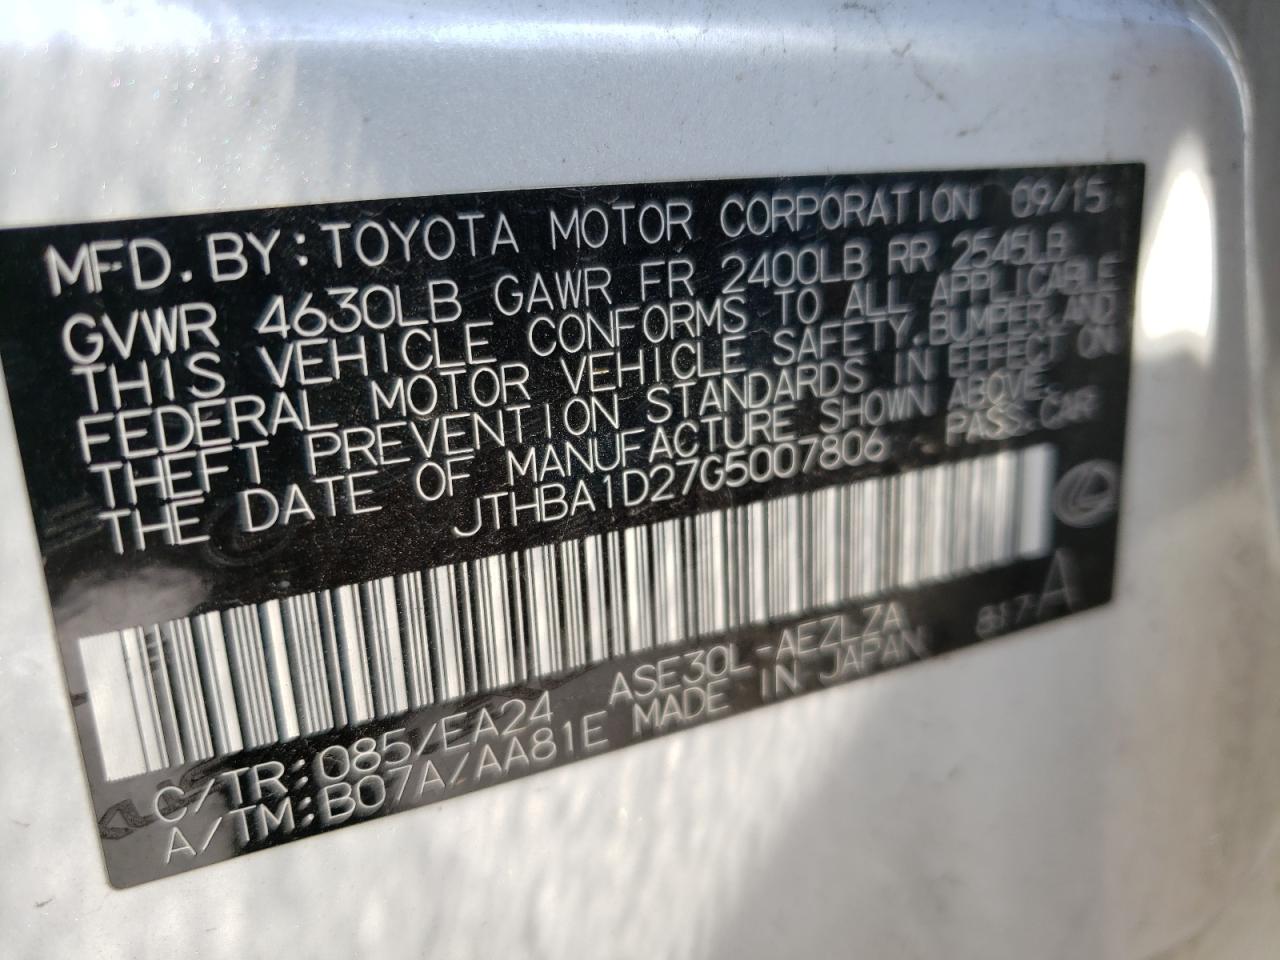 MFD. BY: TOYOTA MOTOR CORPORATION 09/15
GVWR 4630LB GAWR FR 2400LB RR 2545LB
THIS VEHICLE CONFORMS TO ALL APPLICABLE
FEDERAL MOTOR VEHICLE SAFETY, BUMPER, AND
THEFT PREVENTION STANDARDS IN EFFECT ON
THE DATE OF MANUFACTURE SHOWN ABOVE.
JTHBA1D27G5007806 PASS. CAR
C/TR: 085/EA24 ASE30L-AEZLZA 817-A
A/TM: B07A/AA81E MADE IN JAPAN